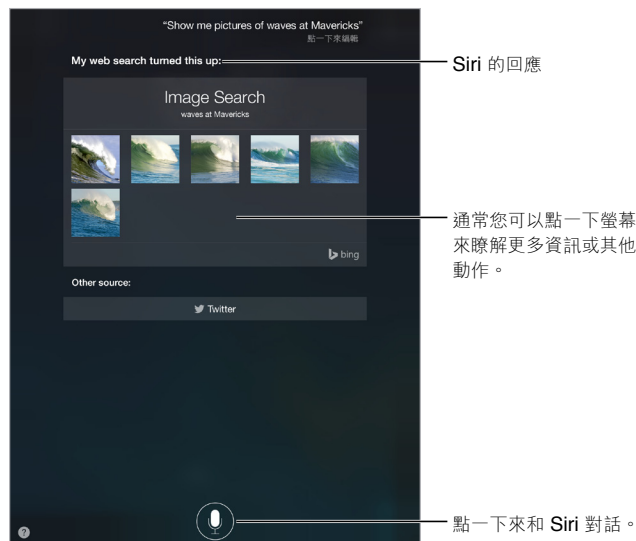 “Show me pictures of waves at Mavericks”
點一下來編輯
My web search turned this up:
Siri 的回應
Image Search
waves at Mavericks
通常您可以點一下螢幕
來瞭解更多資訊或其他
動作。
bing
Other source:
Twitter
點一下來和 Siri 對話。
?